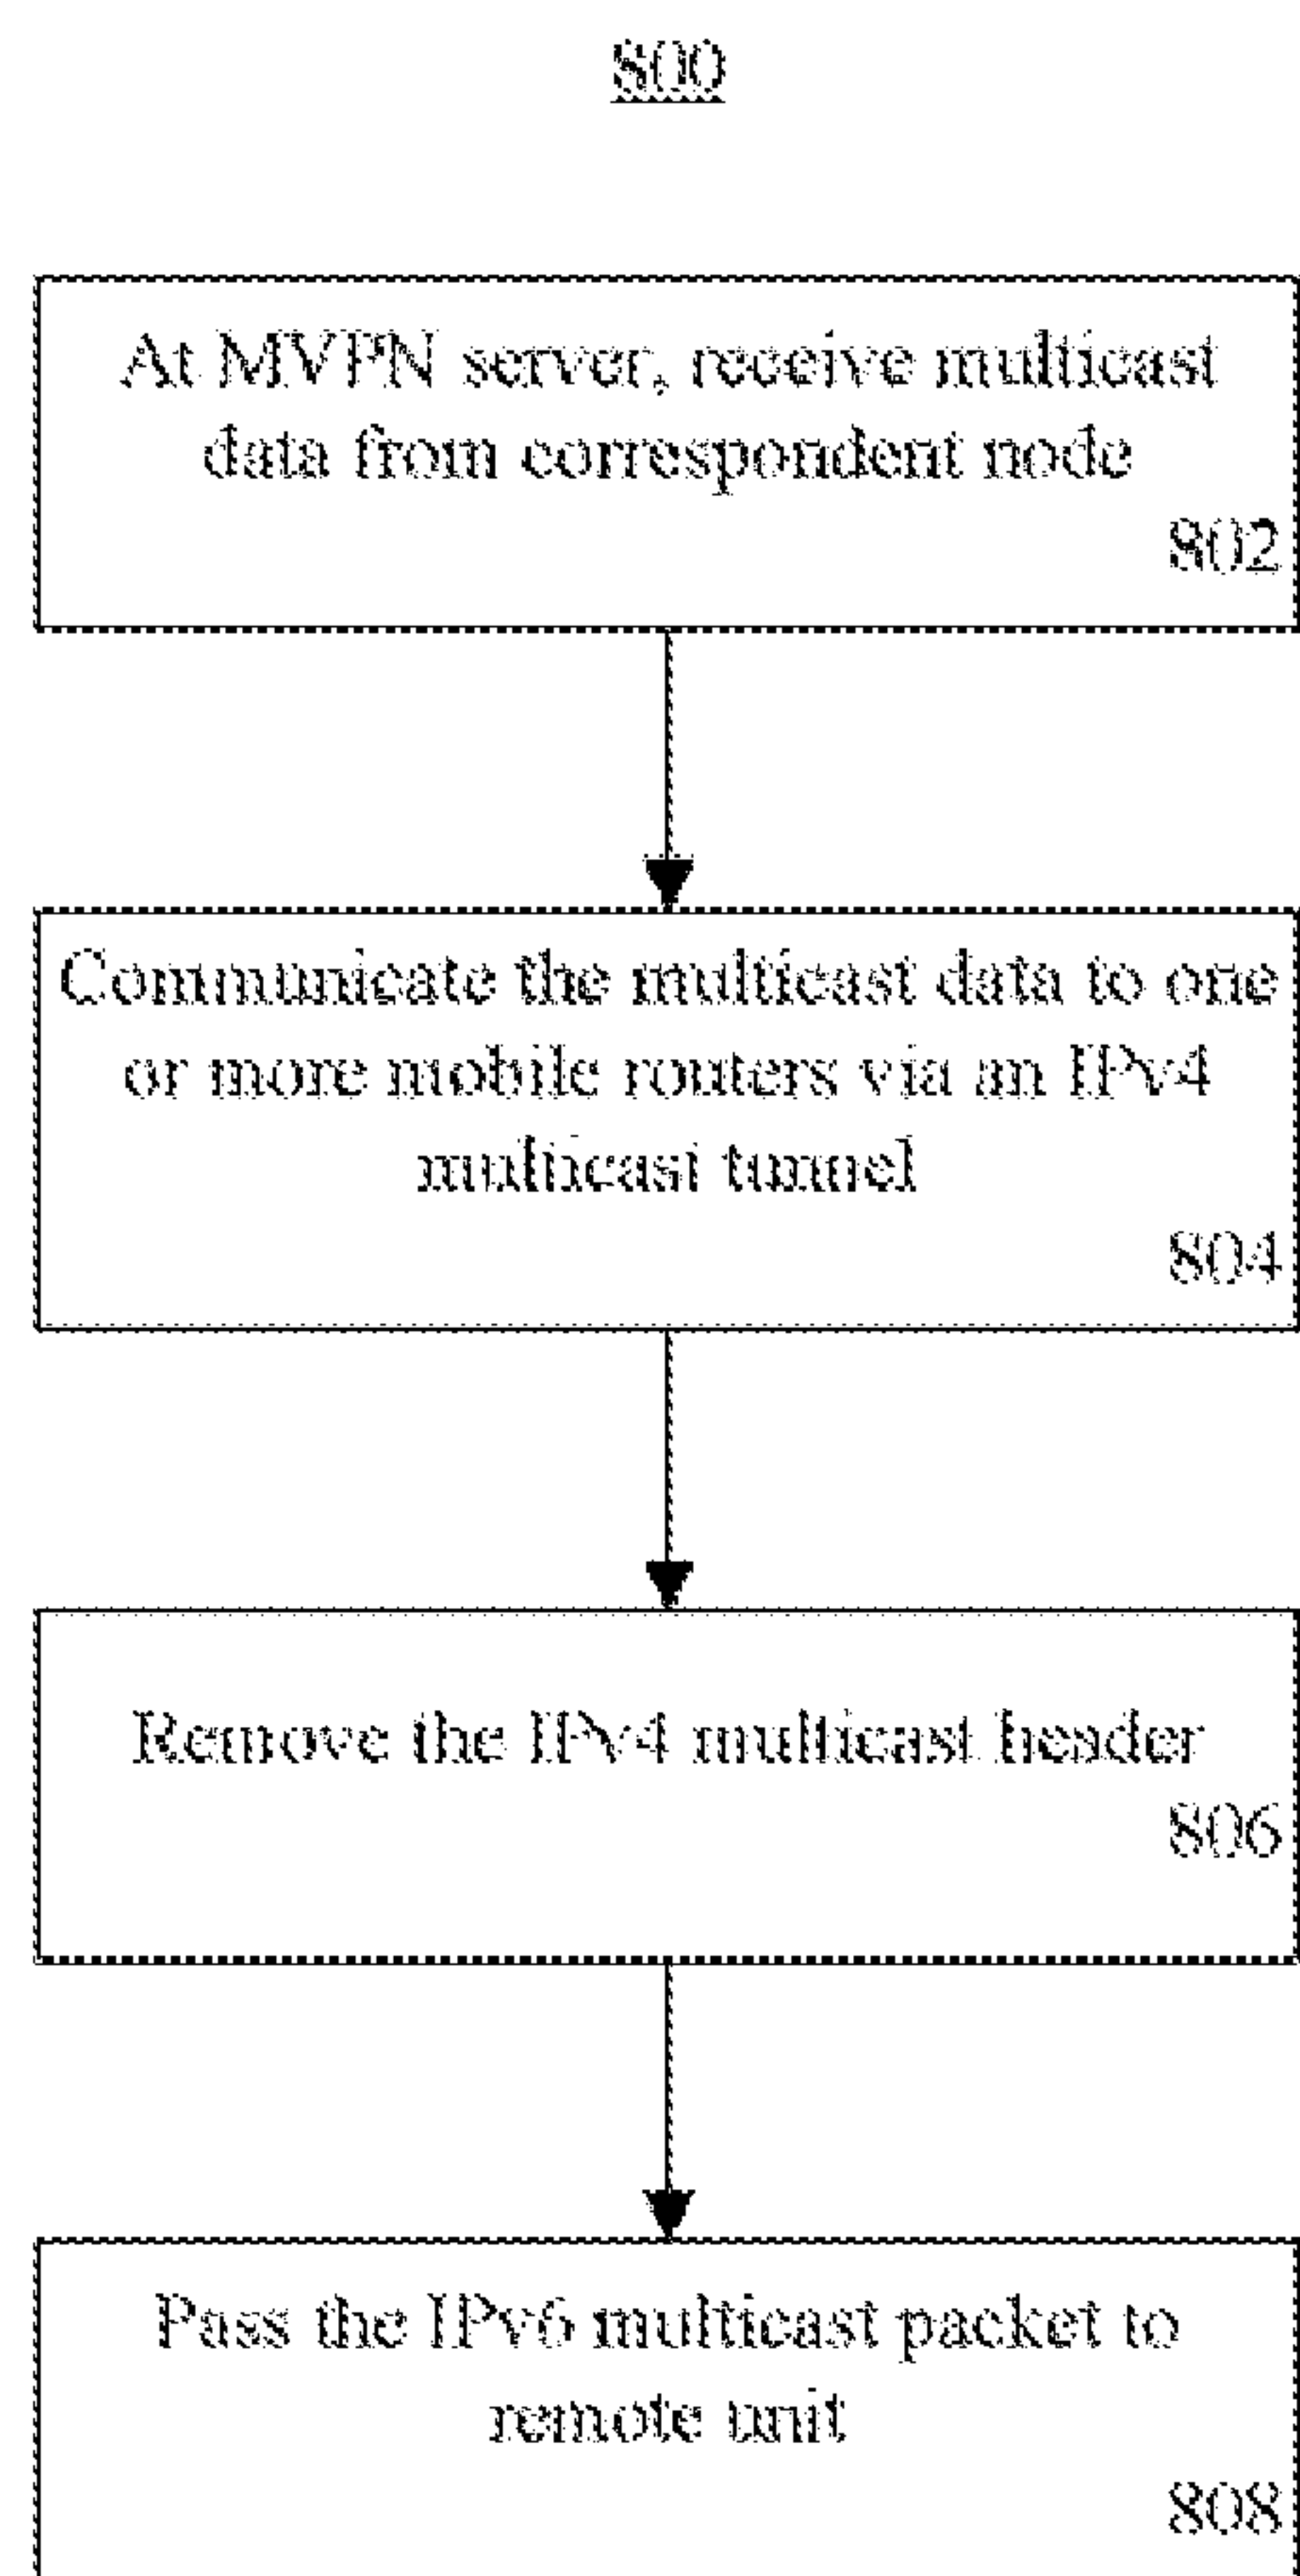 800
At MVPN server, receive multicast
data from correspondent node
802
Communicate the multicast data to one
or more mobile routers via an IPv4
multicast tunnel
804
Remove the IPv4 multicast header
806
Pass the IPv6 multicast packet to
remote unit
808